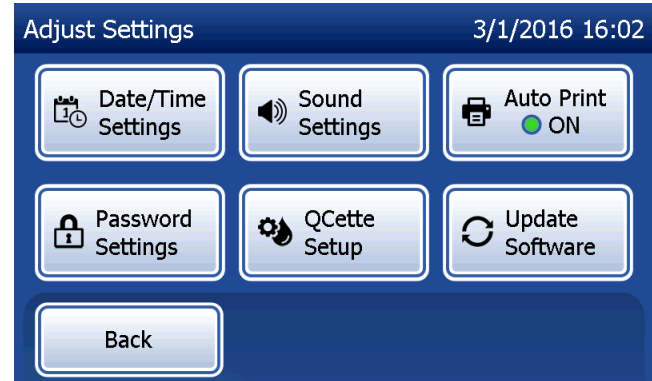 Adjust Settings 3/1/2016 16:02
Date/Time
Settings
Sound
Settings
Auto Print
ON
Password
Settings
QCette
Setup
Update
Software
Back